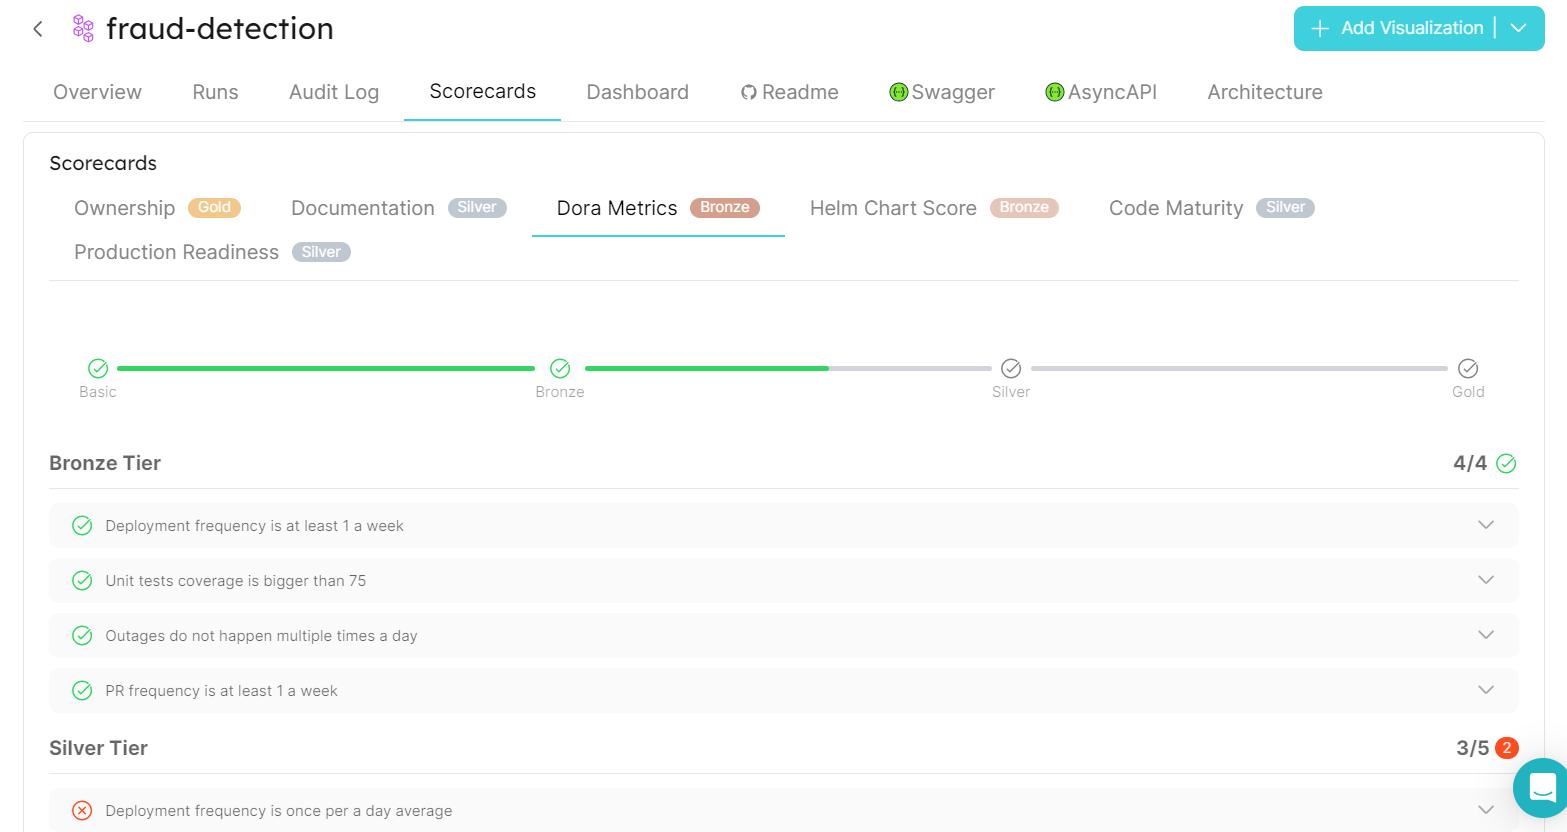 fraud-detection
Add Visualization
Overview Runs Audit Log Scorecards Dashboard Readme Swagger AsyncAPI Architecture
Scorecards
Ownership Gold Documentation Silver Dora Metrics Bronze Helm Chart Score Bronze Code Maturity Silver
Production Readiness Silver
Basic Bronze Silver Gold
Bronze Tier 4/4
Deployment frequency is at least 1 a week
Unit tests coverage is bigger than 75
Outages do not happen multiple times a day
PR frequency is at least 1 a week
Silver Tier 3/5 2
Deployment frequency is once per a day average